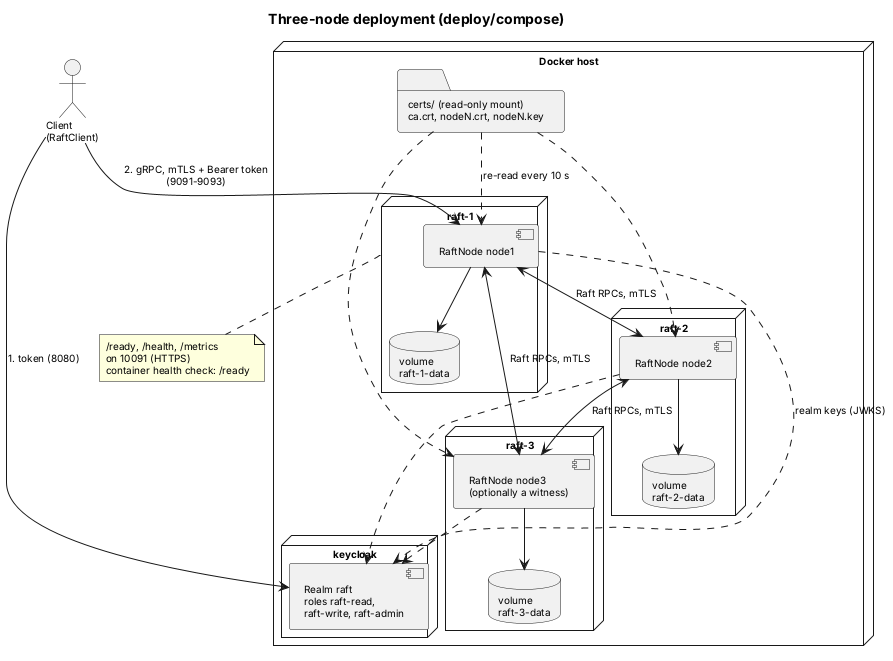 Three-node deployment (deploy/compose)
Docker host
certs/ (read-only mount)
ca.crt, nodeN.crt, nodeN.key
Client
(RaftClient)
2. gRPC, mTLS + Bearer token
(9091-9093)
re-read every 10 s
raft-1
RaftNode node1
Raft RPCs, mTLS
raft-2
/ready, /health, /metrics
on 10091 (HTTPS)
container health check: /ready
volume
raft-1-data
1. token (8080)
Raft RPCs, mTLS
RaftNode node2
Raft RPCs, mTLS
realm keys (JWKS)
raft-3
RaftNode node3
(optionally a witness)
volume
raft-2-data
keycloak
Realm raft
roles raft-read,
raft-write, raft-admin
volume
raft-3-data